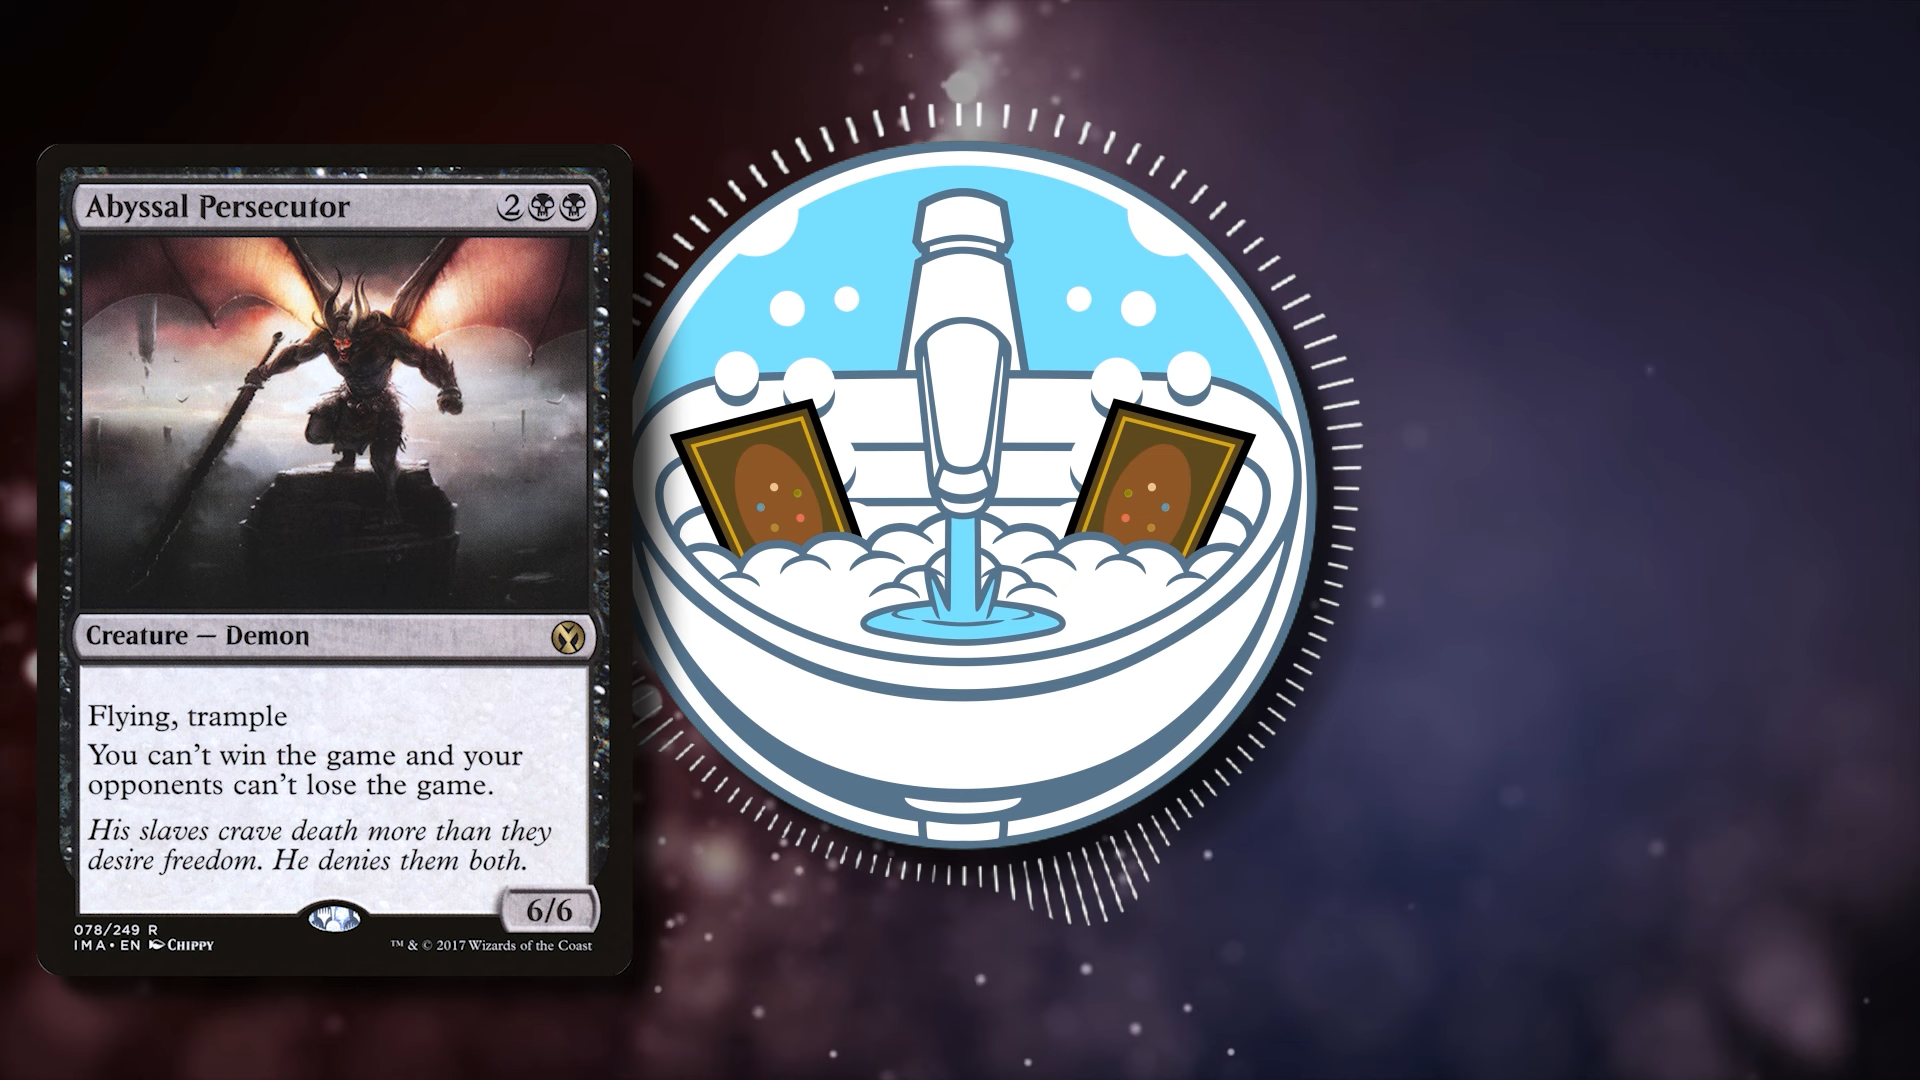 Abyssal Persecutor 2
Creature — Demon
Flying, trample
You can't win the game and your
opponents can't lose the game.
His slaves crave death more than they
desire freedom. He denies them both.
6/6
078/249 R
IMA • EN CHIPPY
™ & © 2017 Wizards of the Coast